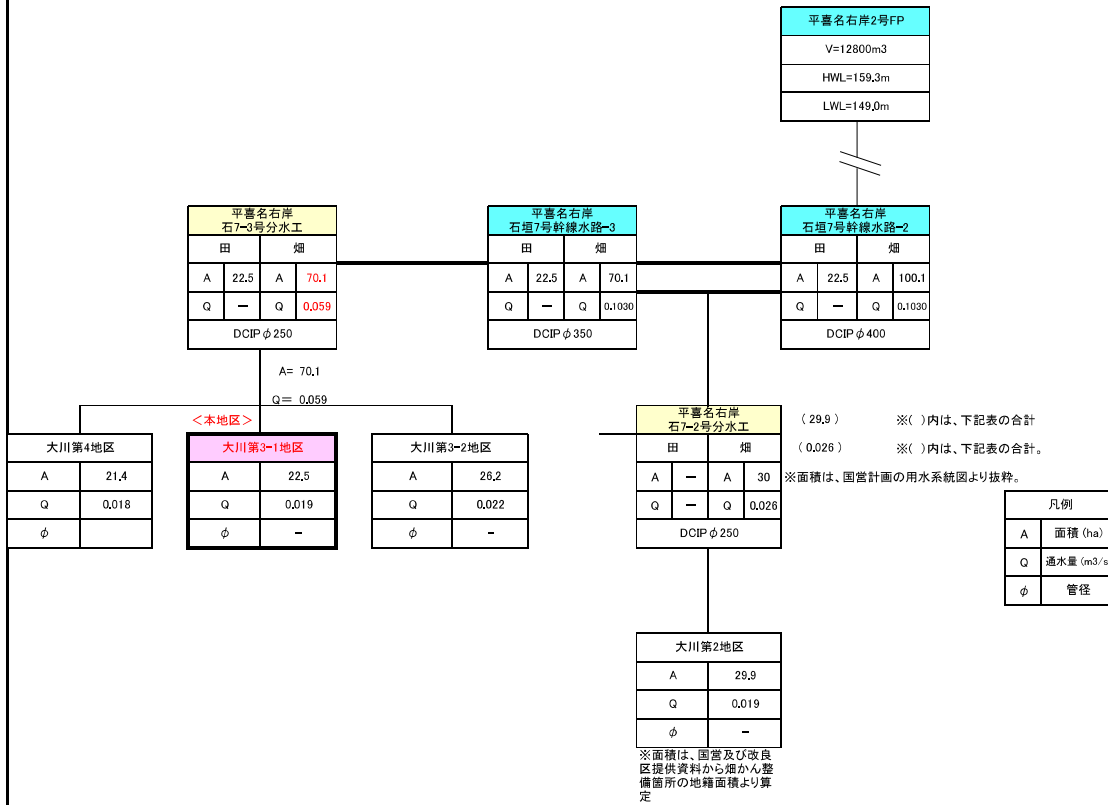 平喜名右岸2号FP
V=12800m3
HWL=159.3m
LWL=149.0m
平喜名右岸
石7-3号分水工
田 畑
A 22.5 A 70.1
Q － Q 0.059
DCIPφ250
平喜名右岸
石垣7号幹線水路-3
田 畑
A 22.5 A 70.1
Q － Q 0.1030
DCIPφ350
平喜名右岸
石垣7号幹線水路-2
田 畑
A 22.5 A 100.1
Q － Q 0.1030
DCIPφ400
A= 70.1
Q＝ 0.059
＜本地区＞
大川第4地区
A 21.4
Q 0.018
φ
大川第3-1地区
A 22.5
Q 0.019
φ －
大川第3-2地区
A 26.2
Q 0.022
φ －
平喜名右岸
石7-2号分水工
田 畑
A － A 30
Q － Q 0.026
DCIPφ250
（29.9） ※( )内は、下記表の合計
（0.026） ※( )内は、下記表の合計。
※面積は、国営計画の用水系統図より抜粋。
凡例
A 面積(ha)
Q 通水量(m3/s
φ 管径
大川第2地区
A 29.9
Q 0.019
φ －
※面積は、国営及び改良
区提供資料から畑かん整
備箇所の地籍面積より算
定